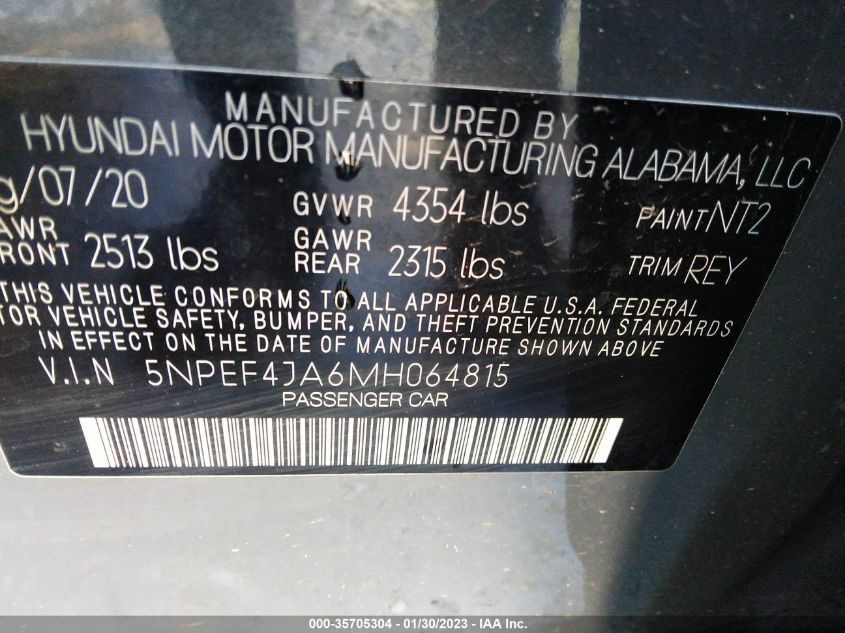 MANUFACTURED BY
HYUNDAI MOTOR MANUFACTURING ALABAMA, LLC
/07/20 GVWR 4354 lbs PAINT NT2
AWR GAWR
RONT 2513 lbs REAR 2315 lbs TRIM REY
THIS VEHICLE CONFORMS TO ALL APPLICABLE U.S.A. FEDERAL
TOR VEHICLE SAFETY, BUMPER, AND THEFT PREVENTION STANDARDS
IN EFFECT ON THE DATE OF MANUFACTURE SHOWN ABOVE
V.I.N 5NPEF4JA6MH064815
PASSENGER CAR
000-35705304 - 01/30/2023 - IAA Inc.